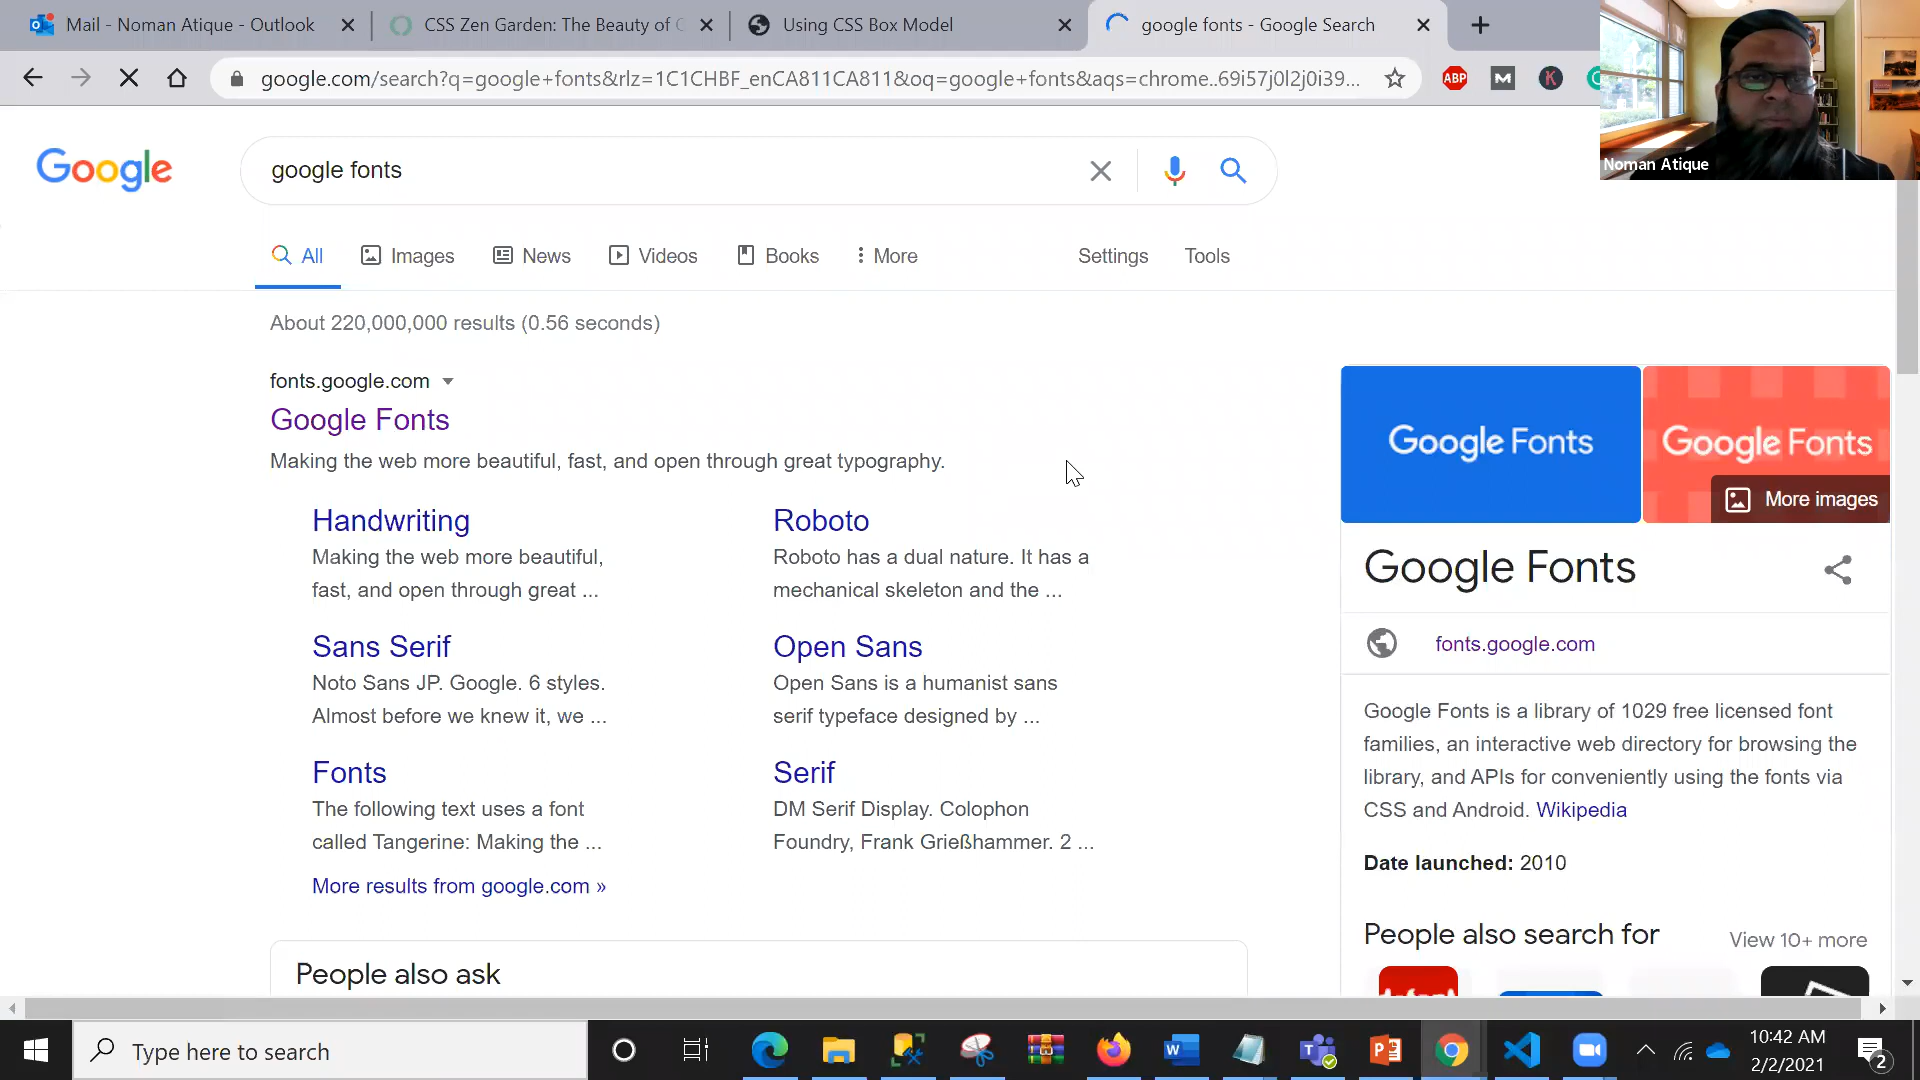 Mail - Noman Atique - Outlook
CSS Zen Garden: The Beauty of
Using CSS Box Model
google fonts - Google Search
google.com/search?q=google+fonts&rlz=1C1CHBF_enCA811CA811&oq=google+fonts&aqs=chrome..69i57j0l2j0i39...
ABP
M
K
Noman Atique
Google
google fonts
All
Images
News
Videos
Books
More
Settings
Tools
About 220,000,000 results (0.56 seconds)
fonts.google.com
Google Fonts
Making the web more beautiful, fast, and open through great typography.
Handwriting
Making the web more beautiful,
fast, and open through great ...
Roboto
Roboto has a dual nature. It has a
mechanical skeleton and the ...
Sans Serif
Noto Sans JP. Google. 6 styles.
Almost before we knew it, we ...
Open Sans
Open Sans is a humanist sans
serif typeface designed by ...
Fonts
The following text uses a font
called Tangerine: Making the ...
Serif
DM Serif Display. Colophon
Foundry, Frank Grießhammer. 2 ...
More results from google.com »
People also ask
Google Fonts
Google Fonts
More images
Google Fonts
fonts.google.com
Google Fonts is a library of 1029 free licensed font
families, an interactive web directory for browsing the
library, and APIs for conveniently using the fonts via
CSS and Android. Wikipedia
Date launched: 2010
People also search for
View 10+ more
Type here to search
10:42 AM
2/2/2021
2